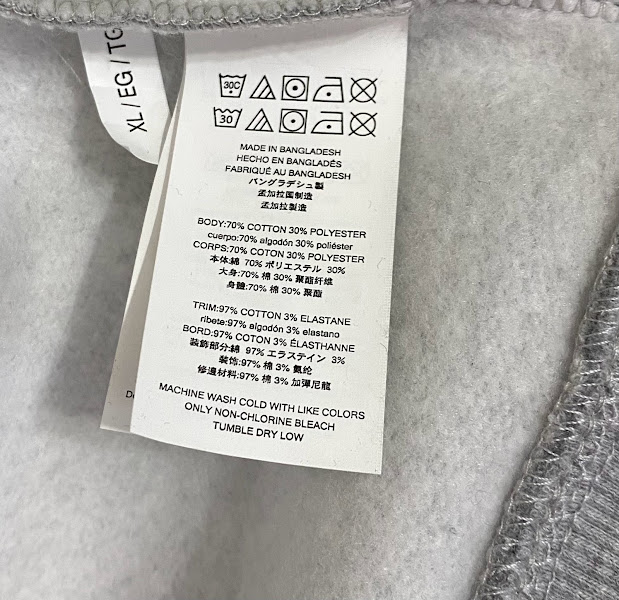 XL / EG / TG
30C
30
MADE IN BANGLADESH
HECHO EN BANGLADÉS
FABRIQUÉ AU BANGLADESH
バングラデシュ製
孟加拉国制造
孟加拉製造
BODY:70% COTTON 30% POLYESTER
cuerpo:70% algodón 30% poliéster
CORPS:70% COTON 30% POLYESTER
本体綿 70% ポリエステル 30%
大身:70% 棉 30% 聚酯纤维
身體:70% 棉 30% 聚酯
TRIM:97% COTTON 3% ELASTANE
ribete:97% algodón 3% elastano
BORD:97% COTON 3% ÉLASTHANNE
装飾部分綿 97% エラステイン 3%
装饰:97% 棉 3% 氨纶
修邊材料:97% 棉 3% 加彈尼龍
MACHINE WASH COLD WITH LIKE COLORS
ONLY NON-CHLORINE BLEACH
TUMBLE DRY LOW